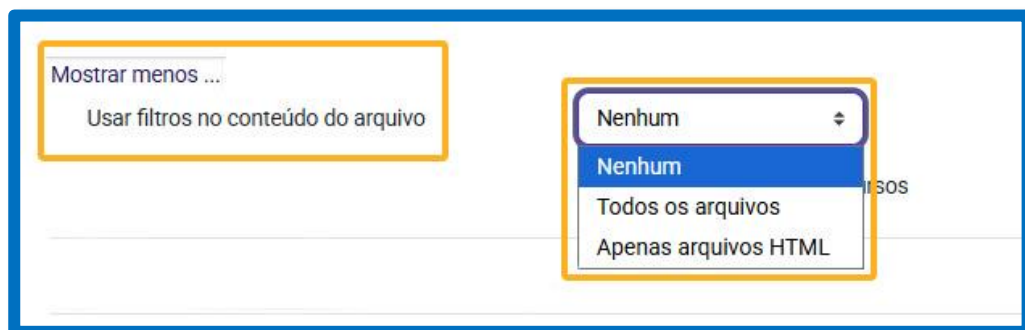 Mostrar menos ...
Usar filtros no conteúdo do arquivo
Nenhum
Nenhum
Todos os arquivos
Apenas arquivos HTML